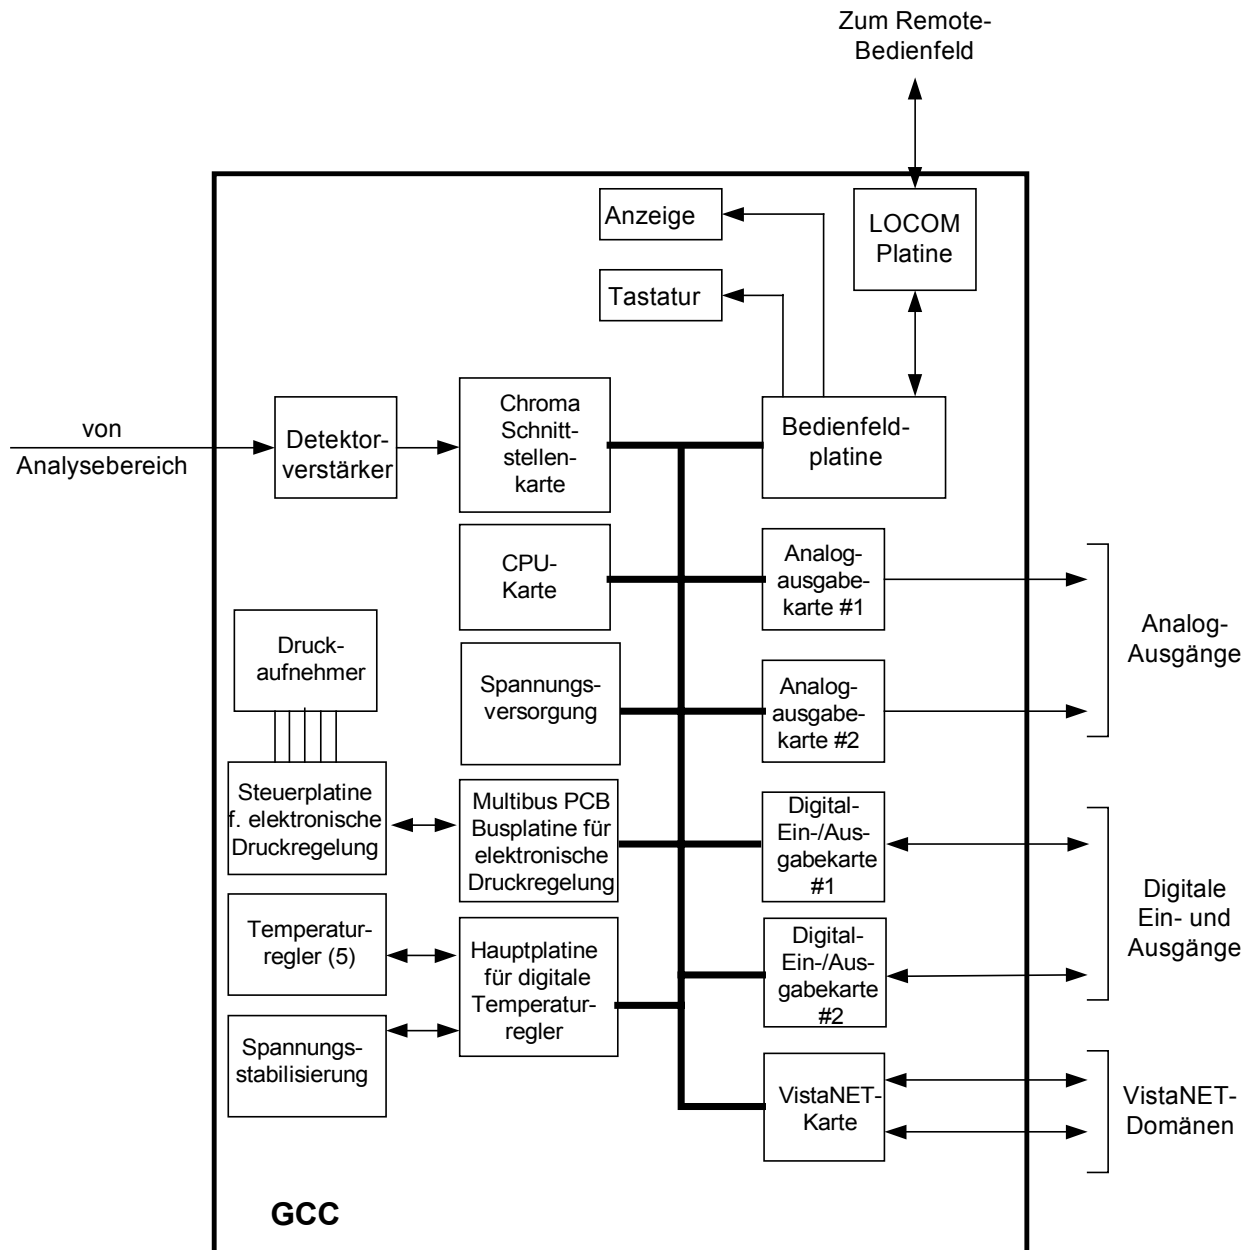 Zum Remote-
Bedienfeld
Anzeige
LOCOM
Platine
Tastatur
von
Analysebereich
Detektor-
verstärker
Chroma
Schnitt-
stellen-
karte
Bedienfeld-
platine
CPU-
Karte
Analog-
ausgabe-
karte #1
Analog-
Ausgänge
Druck-
aufnehmer
Spannungs-
versorgung
Analog-
ausgabe-
karte #2
Steuerplatine
f. elektronische
Druckregelung
Multibus PCB
Busplatine für
elektronische
Druckregelung
Digital-
Ein-/Aus-
gabekarte
#1
Digitale
Ein- und
Ausgänge
Temperatur-
regler (5)
Hauptplatine
für digitale
Temperatur-
regler
Digital-
Ein-/Aus-
gabekarte
#2
Spannungs-
stabilisierung
VistaNET-
Karte
VistaNET-
Domänen
GCC